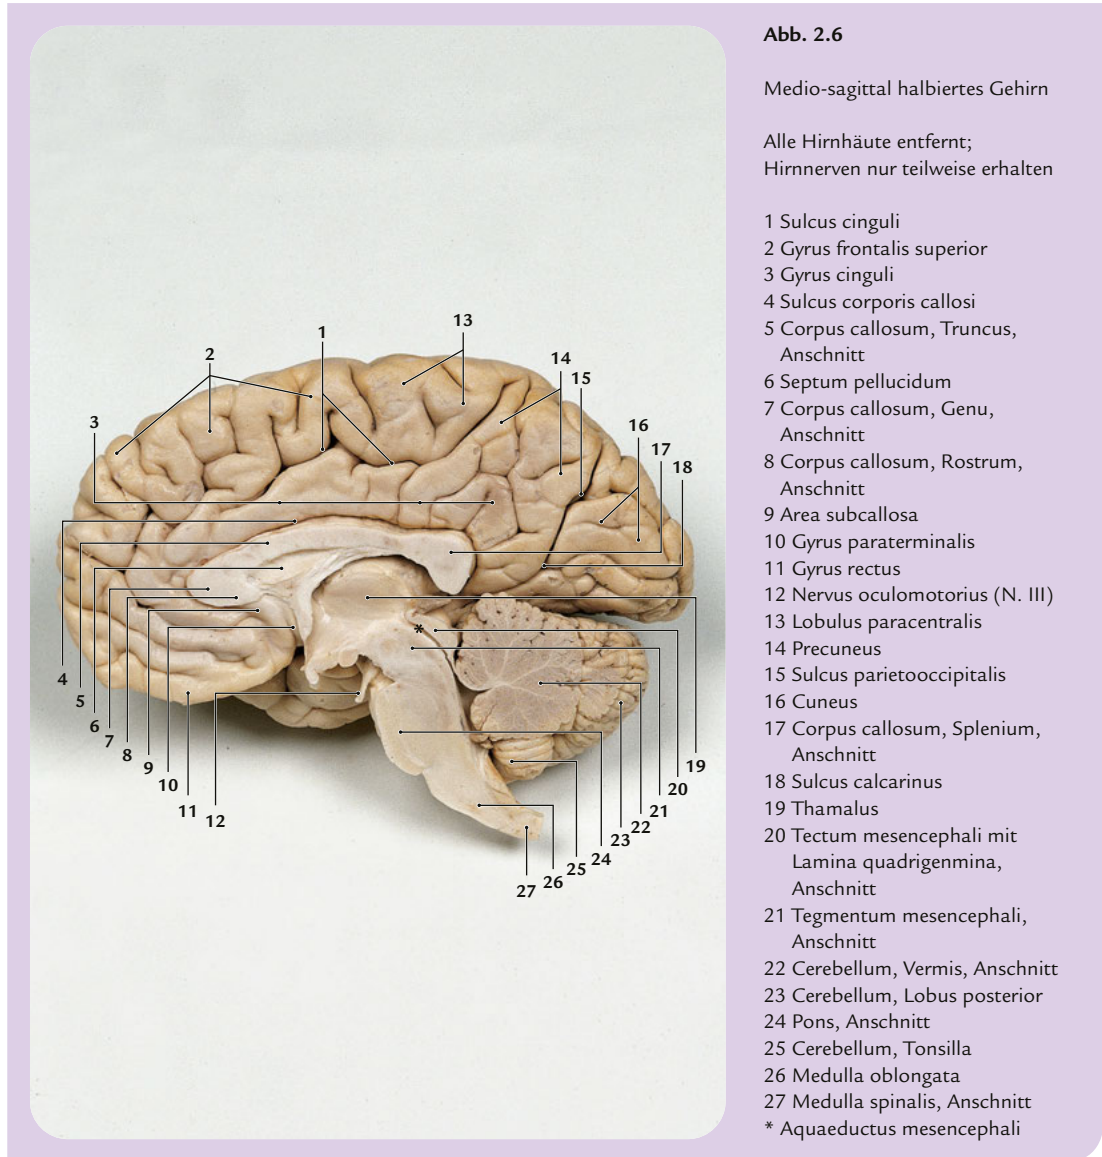 Abb. 2.6
Medio-sagittal halbiertes Gehirn
Alle Hirnhäute entfernt;
Hirnnerven nur teilweise erhalten
1 Sulcus cinguli
2 Gyrus frontalis superior
3 Gyrus cinguli
4 Sulcus corporis callosi
5 Corpus callosum, Truncus,
Anschnitt
6 Septum pellucidum
7 Corpus callosum, Genu,
Anschnitt
8 Corpus callosum, Rostrum,
Anschnitt
9 Area subcallosa
10 Gyrus paraterminalis
11 Gyrus rectus
12 Nervus oculomotorius (N. III)
13 Lobulus paracentralis
14 Precuneus
15 Sulcus parietooccipitalis
16 Cuneus
17 Corpus callosum, Splenium,
Anschnitt
18 Sulcus calcarinus
19 Thamalus
20 Tectum mesencephali mit
Lamina quadrigenmina,
Anschnitt
21 Tegmentum mesencephali,
Anschnitt
22 Cerebellum, Vermis, Anschnitt
23 Cerebellum, Lobus posterior
24 Pons, Anschnitt
25 Cerebellum, Tonsilla
26 Medulla oblongata
27 Medulla spinalis, Anschnitt
* Aquaeductus mesencephali
13
1
2
14
15
3
16
17
18
*
4
5
6
7
8
9
10
11
12
19
20
21
22
23
24
25
26
27